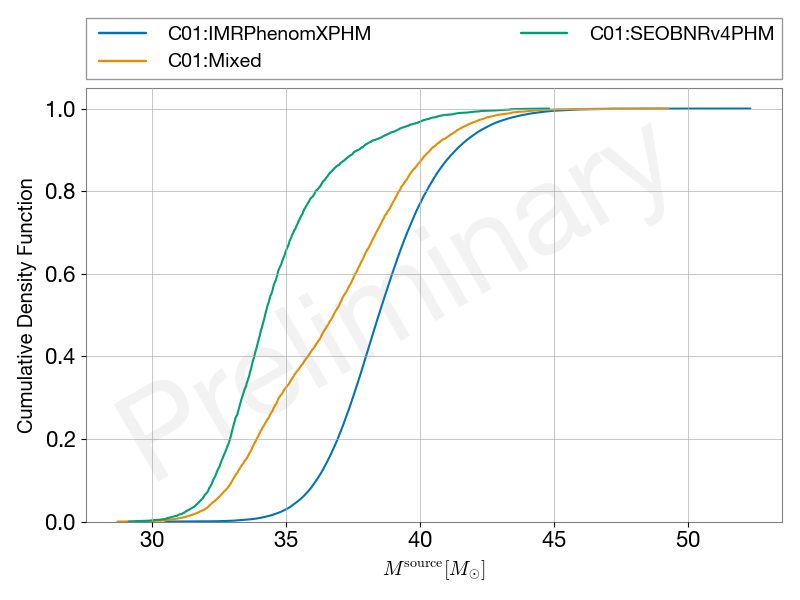 C01:IMRPhenomXPHM
C01:Mixed
C01:SEOBNRv4PHM
Cumulative Density Function
1.0
0.8
0.6
0.4
0.2
0.0
Preliminary
30 35 40 45 50
M^source [M_⊙]